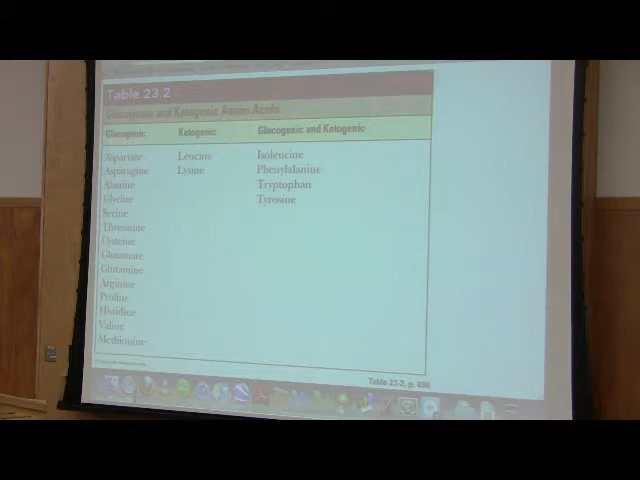 Table 23.2
Glucogenic and Ketogenic Amino Acids
Glucogenic Ketogenic Glucogenic and Ketogenic
Aspartate Leucine Isoleucine
Asparagine Lysine Phenylalanine
Alanine Tryptophan
Glycine Tyrosine
Serine
Threonine
Cysteine
Glutamate
Glutamine
Arginine
Proline
Histidine
Valine
Methionine
Table 23-2, p. 686